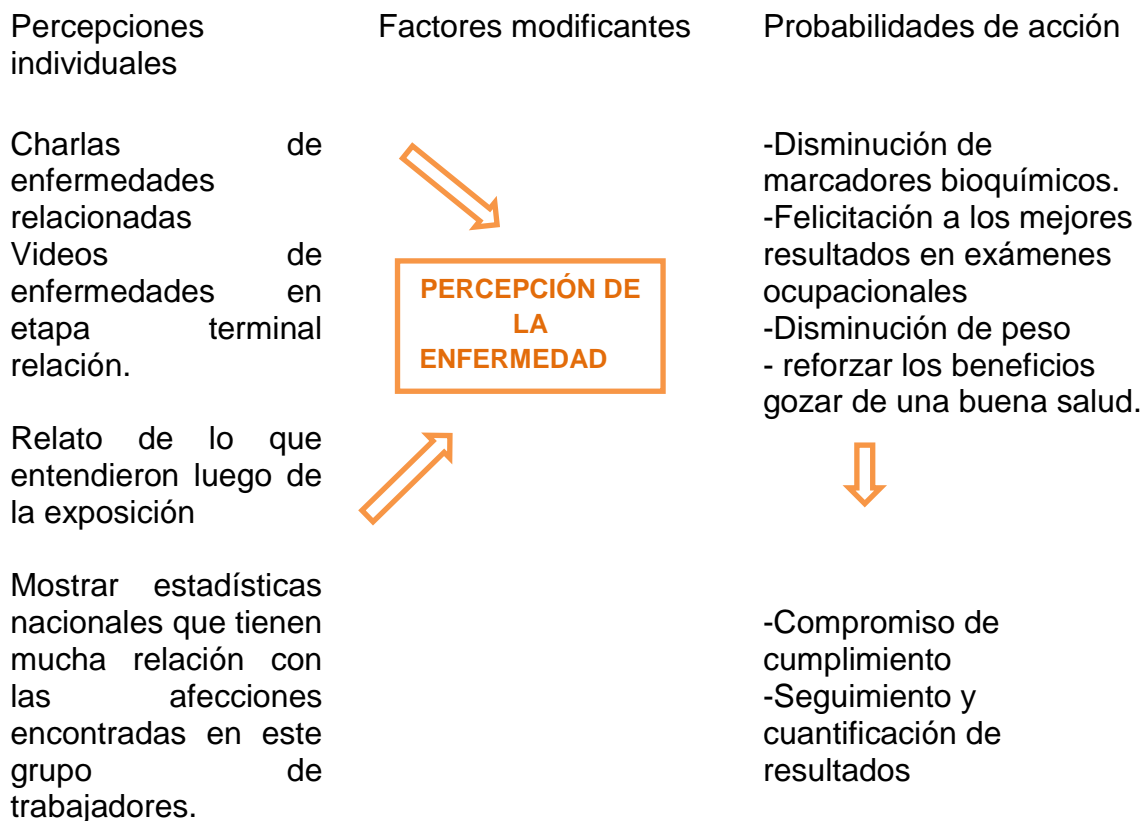 Percepciones
individuales
Factores modificantes
Probabilidades de acción
Charlas de
enfermedades
relacionadas
Videos de
enfermedades en
etapa terminal
relación.
Relato de lo que
entendieron luego de
la exposición
Mostrar estadísticas
nacionales que tienen
mucha relación con
las afecciones
encontradas en este
grupo de
trabajadores.
PERCEPCIÓN DE
LA
ENFERMEDAD
-Disminución de
marcadores bioquímicos.
-Felicitación a los mejores
resultados en exámenes
ocupacionales
-Disminución de peso
- reforzar los beneficios
gozar de una buena salud.
-Compromiso de
cumplimiento
-Seguimiento y
cuantificación de
resultados